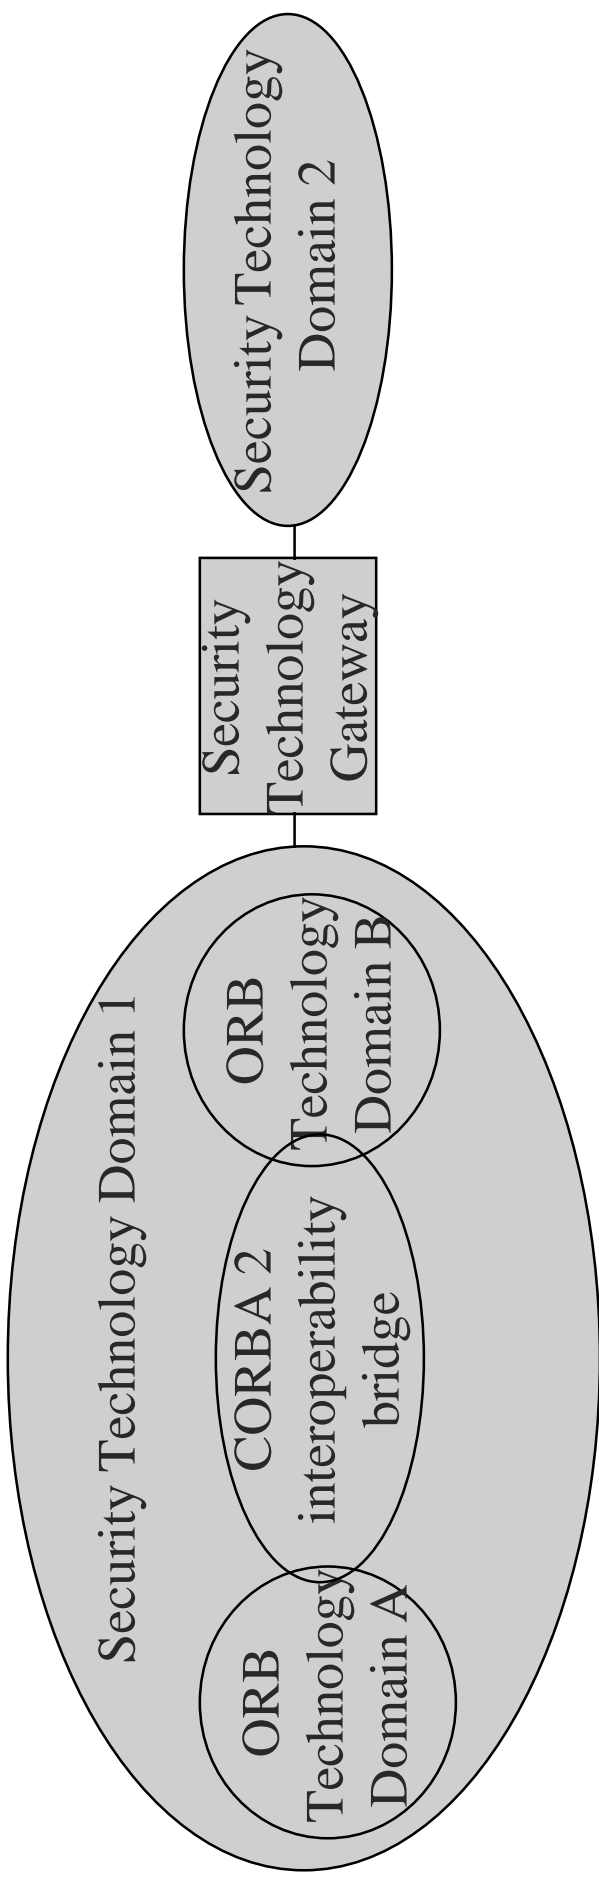 Security Technology Domain 1
ORB
Technology
Domain A
CORBA 2
interoperability
bridge
ORB
Technology
Domain B
Security
Technology
Gateway
Security Technology
Domain 2